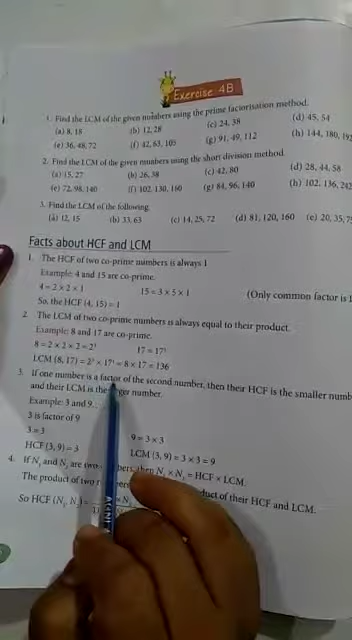 Exercise 4B
1. Find the LCM of the given numbers using the prime factorisation method.
(a) 8, 18 (b) 12, 28 (c) 24, 38 (d) 45, 54
(e) 36, 48, 72 (f) 42, 63, 105 (g) 91, 49, 112 (h) 144, 180, 192
2. Find the LCM of the given numbers using the short division method.
(a) 15, 27 (b) 26, 38 (c) 42, 80 (d) 28, 44, 58
(e) 72, 98, 140 (f) 102, 130, 160 (g) 84, 96, 140 (h) 102, 136, 242
3. Find the LCM of the following.
(a) 12, 15 (b) 33, 63 (c) 14, 25, 72 (d) 81, 120, 160 (e) 20, 35,
Facts about HCF and LCM
1. The HCF of two co-prime numbers is always 1
Example: 4 and 15 are co-prime.
4 = 2 × 2 × 1 15 = 3 × 5 × 1 (Only common factor is 1
So, the HCF (4, 15) = 1
2. The LCM of two co-prime numbers is always equal to their product.
Example: 8 and 17 are co-prime.
8 = 2 × 2 × 2 = 2³ 17 = 17¹
LCM (8, 17) = 2³ × 17¹ = 8 × 17 = 136
3. If one number is a factor of the second number, then their HCF is the smaller numb
and their LCM is the number.
Example: 3 and 9.
3 is factor of 9
3 = 3 9 = 3 × 3
HCF (3, 9) = 3 LCM (3, 9) = 3 × 3 = 9
4. If N₁ and N₂ are two then N₁ × N₂ = HCF × LCM.
The product of two of their HCF and LCM.
So HCF (N₁, N₂) =